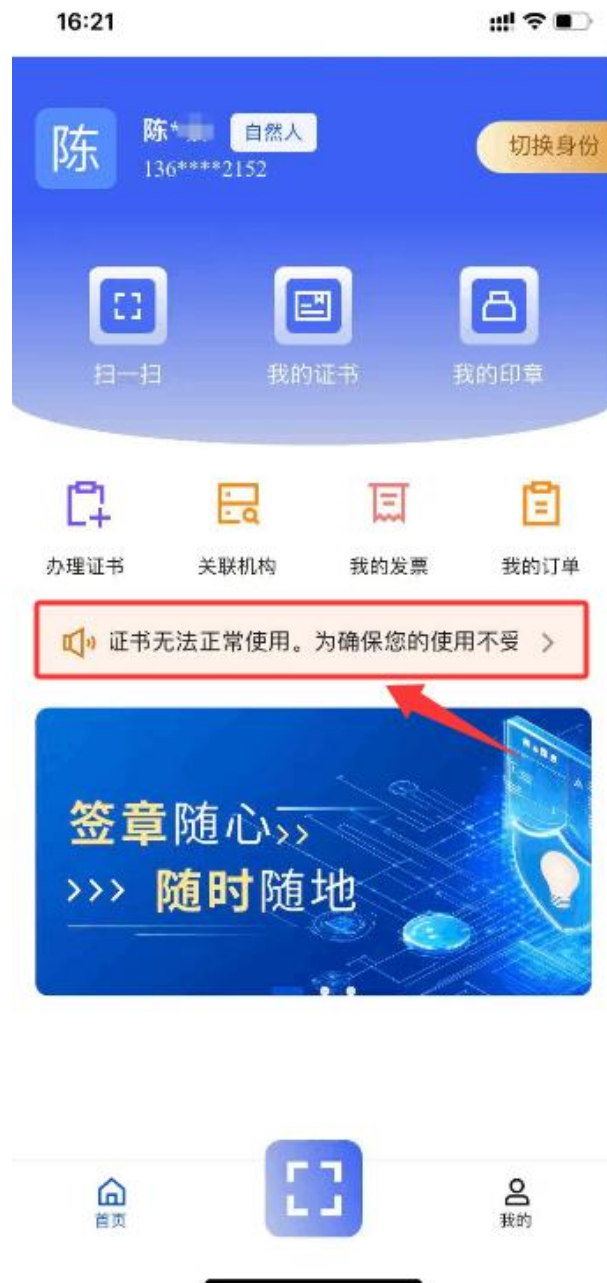 16:21
陈
陈*
自然人
切换身份
136****2152
扫一扫
我的证书
我的印章
办理证书
关联机构
我的发票
我的订单
证书无法正常使用。为确保您的使用不受
签章随心>>
>>> 随时随地
首页
我的